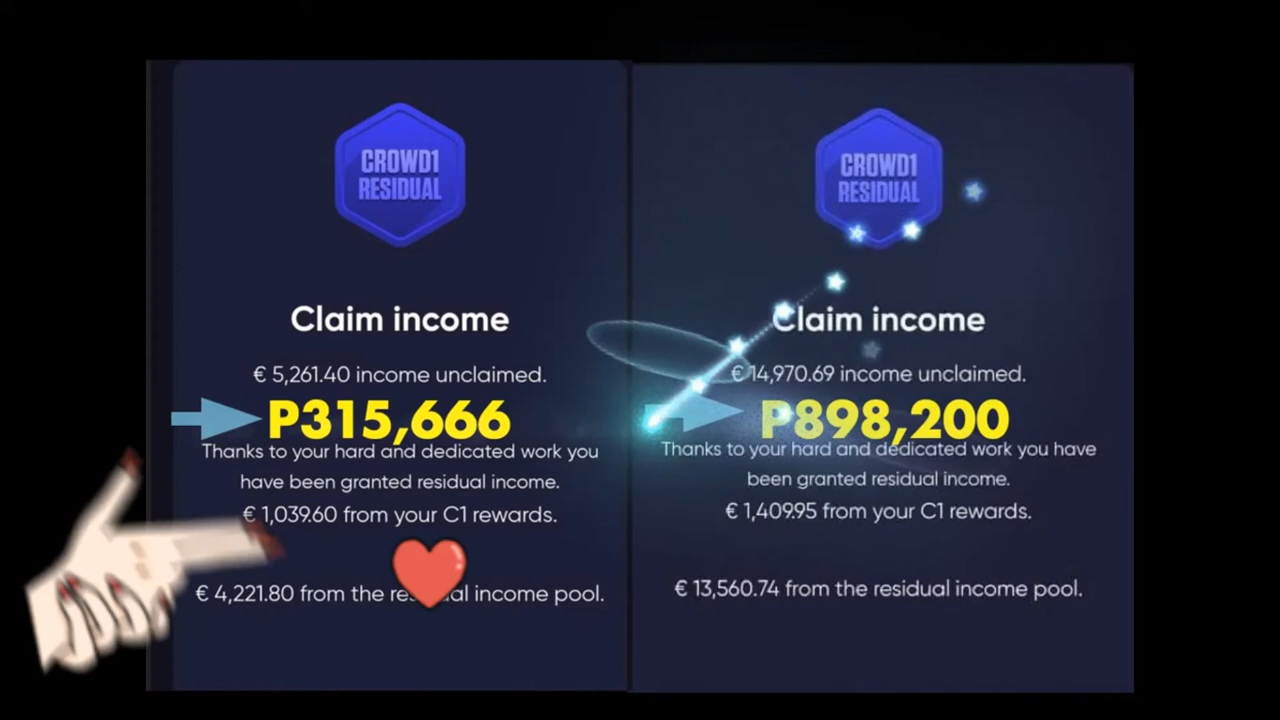 CROWD1
RESIDUAL
Claim income
€ 5,261.40 income unclaimed.
P315,666
Thanks to your hard and dedicated work you
have been granted residual income.
€ 1,039.60 from your C1 rewards.
€ 4,221.80 from the residual income pool.
CROWD1
RESIDUAL
Claim income
€ 14,970.69 income unclaimed.
P898,200
Thanks to your hard and dedicated work you have
been granted residual income.
€ 1,409.95 from your C1 rewards.
€ 13,560.74 from the residual income pool.